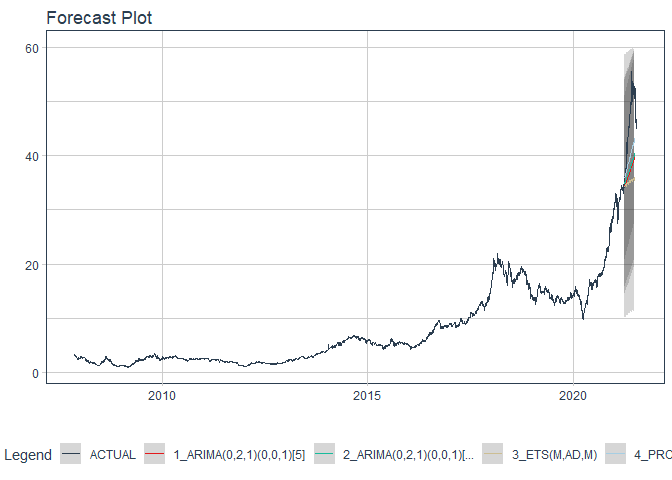 Forecast Plot
60
40
20
0
2010 2015 2020
Legend ACTUAL 1_ARIMA(0,2,1)(0,0,1)[5] 2_ARIMA(0,2,1)(0,0,1)[... 3_ETS(M,AD,M) 4_PRO